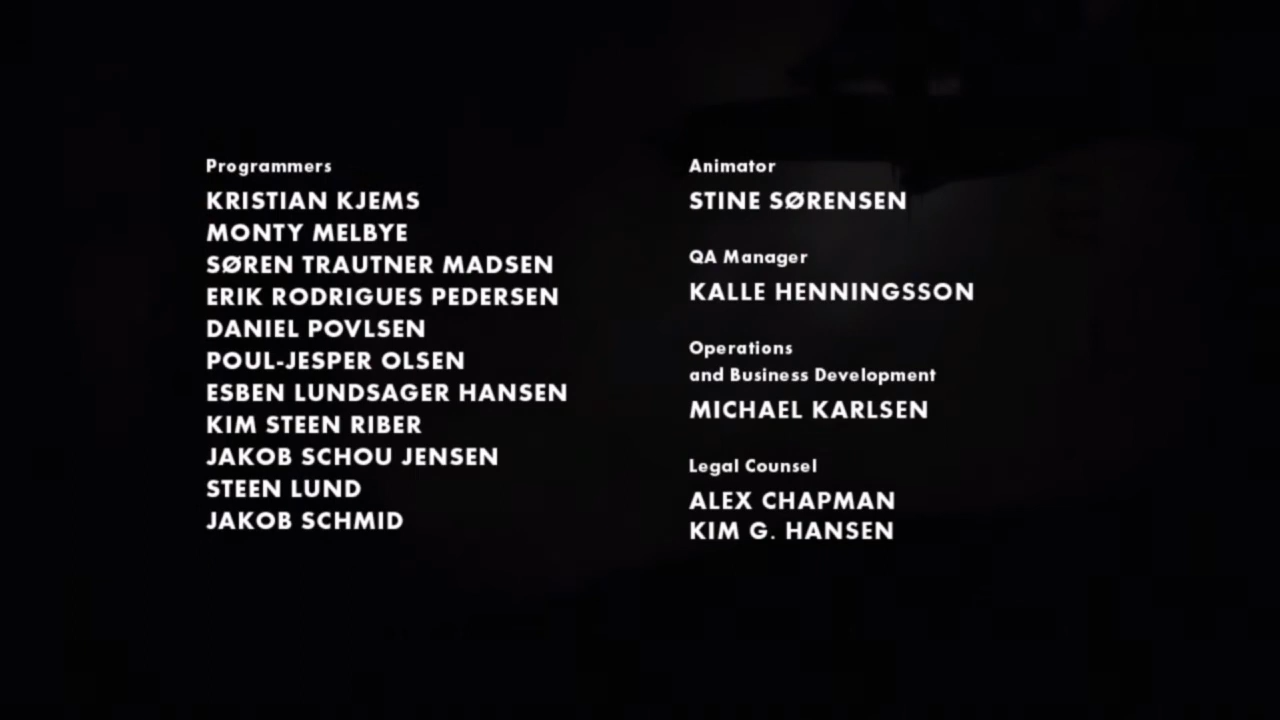 Programmers
KRISTIAN KJEMS
MONTY MELBYE
SØREN TRAUTNER MADSEN
ERIK RODRIGUES PEDERSEN
DANIEL POVLSEN
POUL-JESPER OLSEN
ESBEN LUNDSAGER HANSEN
KIM STEEN RIBER
JAKOB SCHOU JENSEN
STEEN LUND
JAKOB SCHMID
Animator
STINE SØRENSEN
QA Manager
KALLE HENNINGSSON
Operations
and Business Development
MICHAEL KARLSEN
Legal Counsel
ALEX CHAPMAN
KIM G. HANSEN